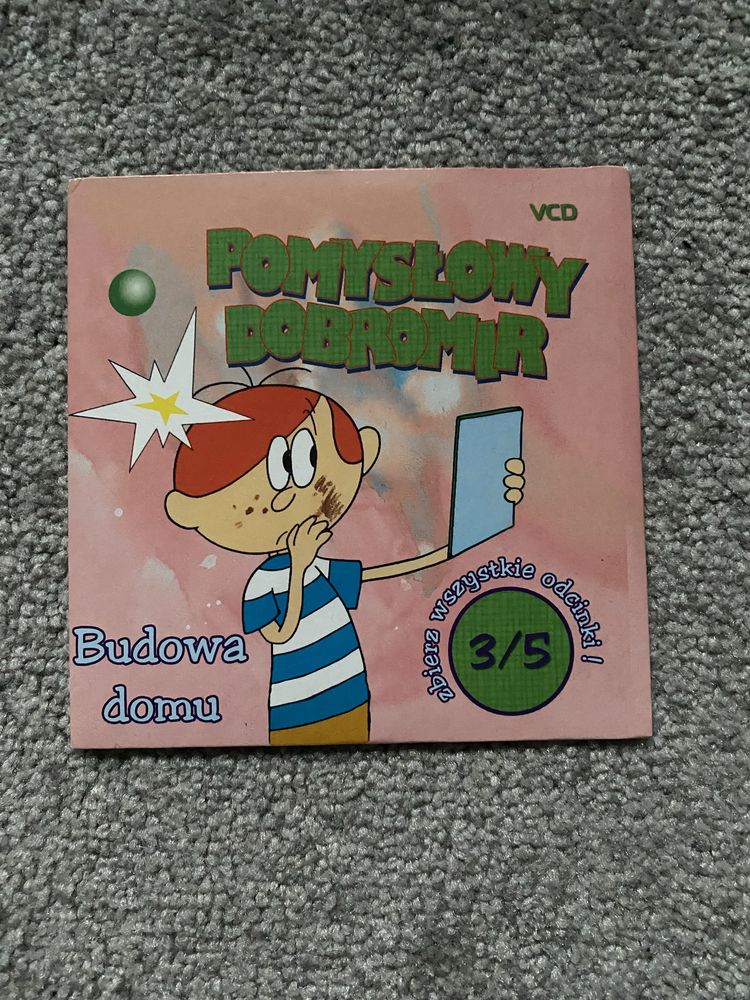 VCD
POMYSŁOWY
DOBROMIR
zbierz wszystkie odcinki!
3/5
Budowa
domu